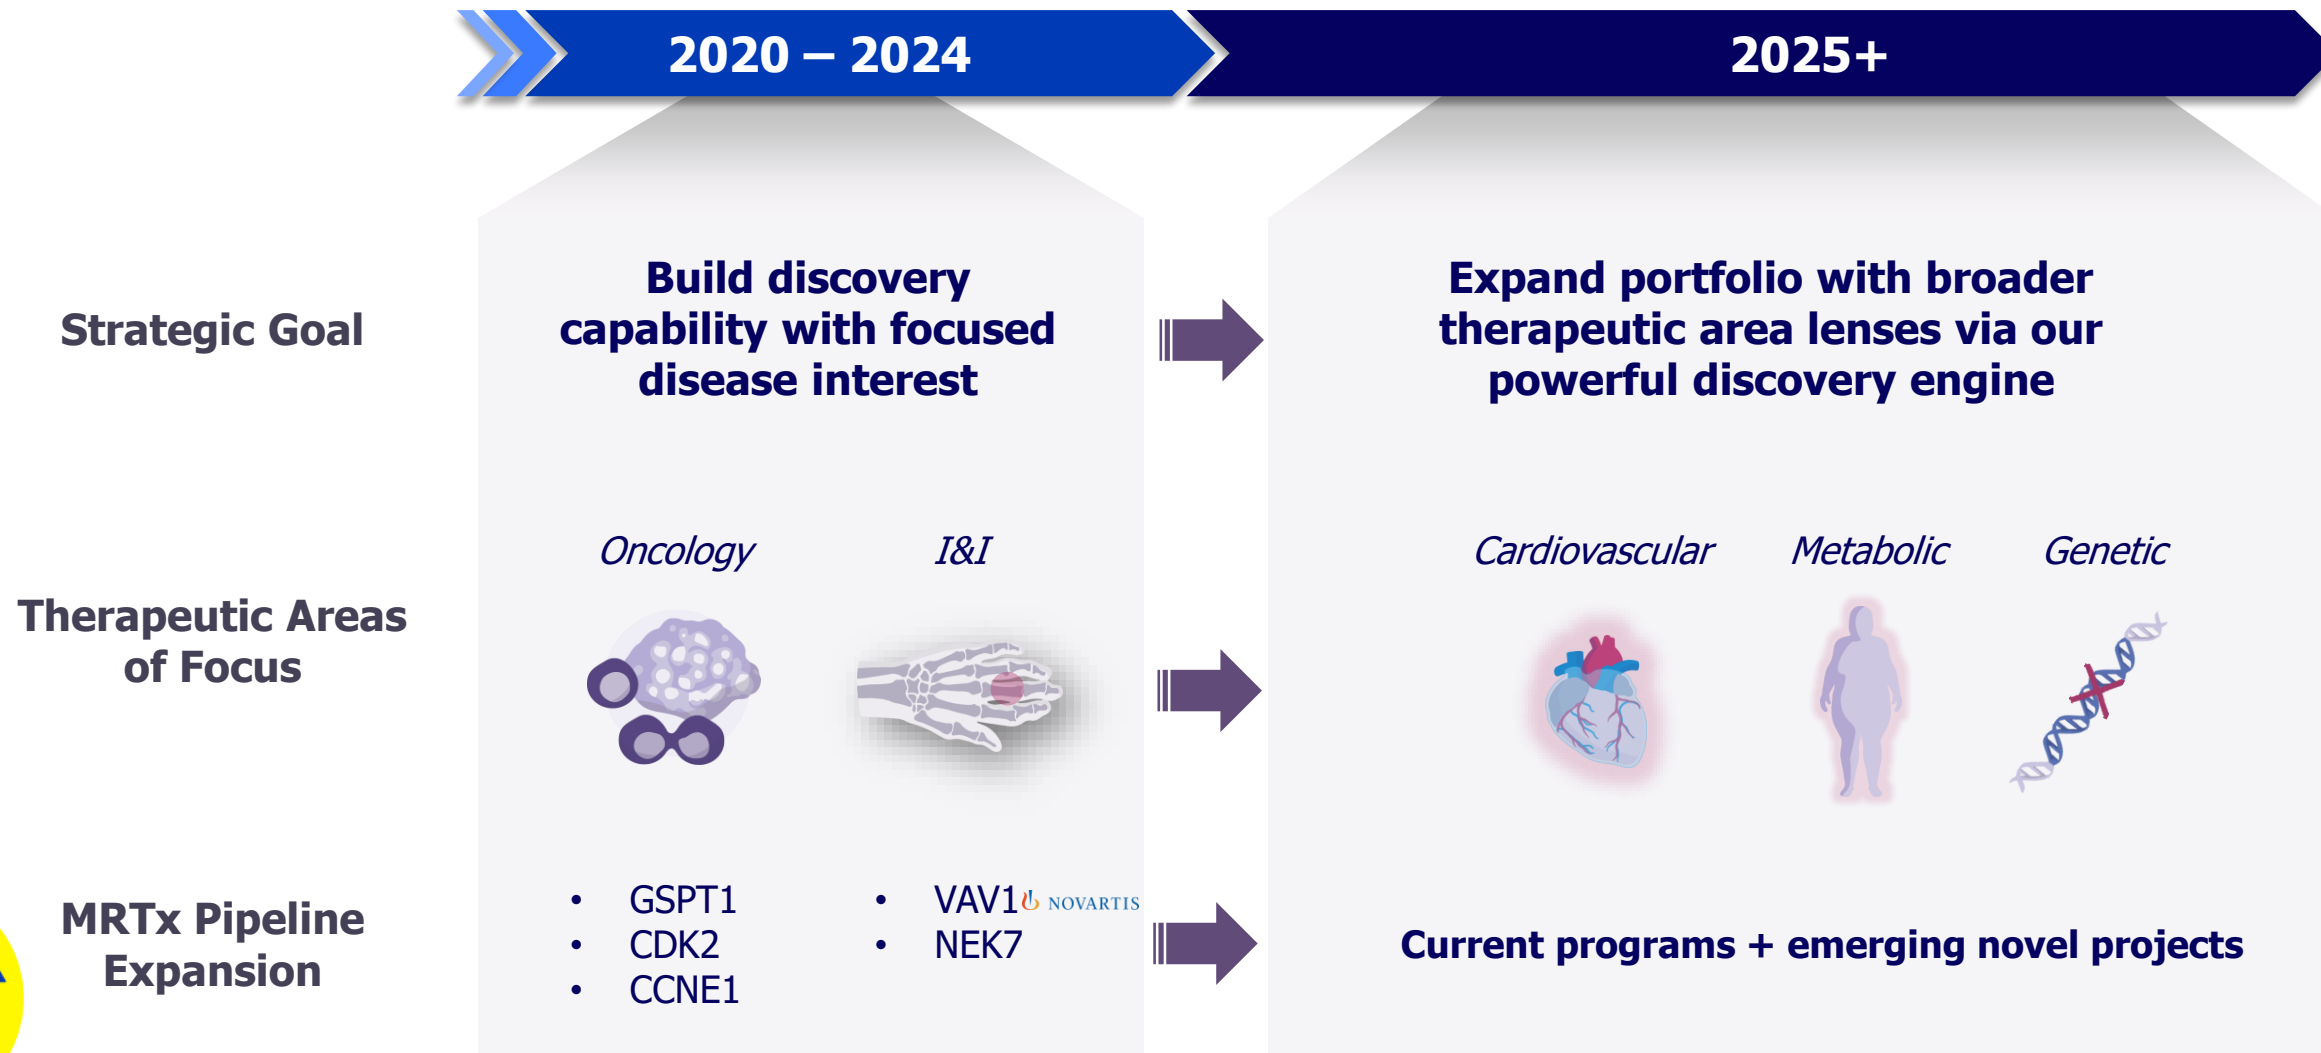 2020 – 2024
2025+
Strategic Goal
Build discovery
capability with focused
disease interest
Expand portfolio with broader
therapeutic area lenses via our
powerful discovery engine
Therapeutic Areas
of Focus
Oncology
I&I
Cardiovascular
Metabolic
Genetic
MRTx Pipeline
Expansion
• GSPT1
• CDK2
• CCNE1
• VAV1 NOVARTIS
• NEK7
Current programs + emerging novel projects